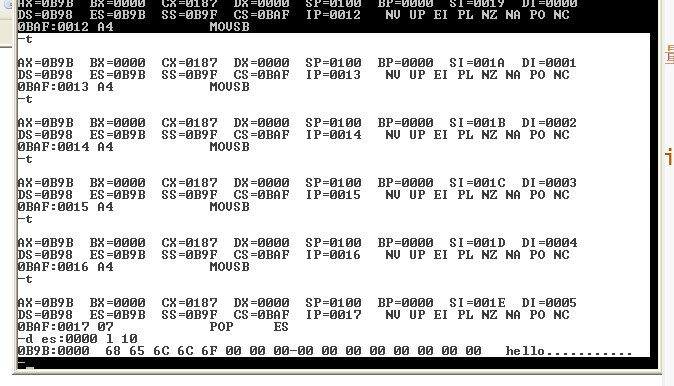 AX=0B9B BX=0000 CX=0187 DX=0000 SP=0100 BP=0000 SI=0019 DI=0000
DS=0B98 ES=0B9B SS=0B9F CS=0BAF IP=0012 NV UP EI PL NZ NA PO NC
0BAF:0012 A4 MOVSB
-t
AX=0B9B BX=0000 CX=0187 DX=0000 SP=0100 BP=0000 SI=001A DI=0001
DS=0B98 ES=0B9B SS=0B9F CS=0BAF IP=0013 NV UP EI PL NZ NA PO NC
0BAF:0013 A4 MOVSB
-t
AX=0B9B BX=0000 CX=0187 DX=0000 SP=0100 BP=0000 SI=001B DI=0002
DS=0B98 ES=0B9B SS=0B9F CS=0BAF IP=0014 NV UP EI PL NZ NA PO NC
0BAF:0014 A4 MOVSB
-t
AX=0B9B BX=0000 CX=0187 DX=0000 SP=0100 BP=0000 SI=001C DI=0003
DS=0B98 ES=0B9B SS=0B9F CS=0BAF IP=0015 NV UP EI PL NZ NA PO NC
0BAF:0015 A4 MOVSB
-t
AX=0B9B BX=0000 CX=0187 DX=0000 SP=0100 BP=0000 SI=001D DI=0004
DS=0B98 ES=0B9B SS=0B9F CS=0BAF IP=0016 NV UP EI PL NZ NA PO NC
0BAF:0016 A4 MOVSB
-t
AX=0B9B BX=0000 CX=0187 DX=0000 SP=0100 BP=0000 SI=001E DI=0005
DS=0B98 ES=0B9B SS=0B9F CS=0BAF IP=0017 NV UP EI PL NZ NA PO NC
0BAF:0017 07 POP ES
-d es:0000 l 10
0B9B:0000 68 65 6C 6C 6F 00 00 00-00 00 00 00 00 00 00 00 hello...........
-_